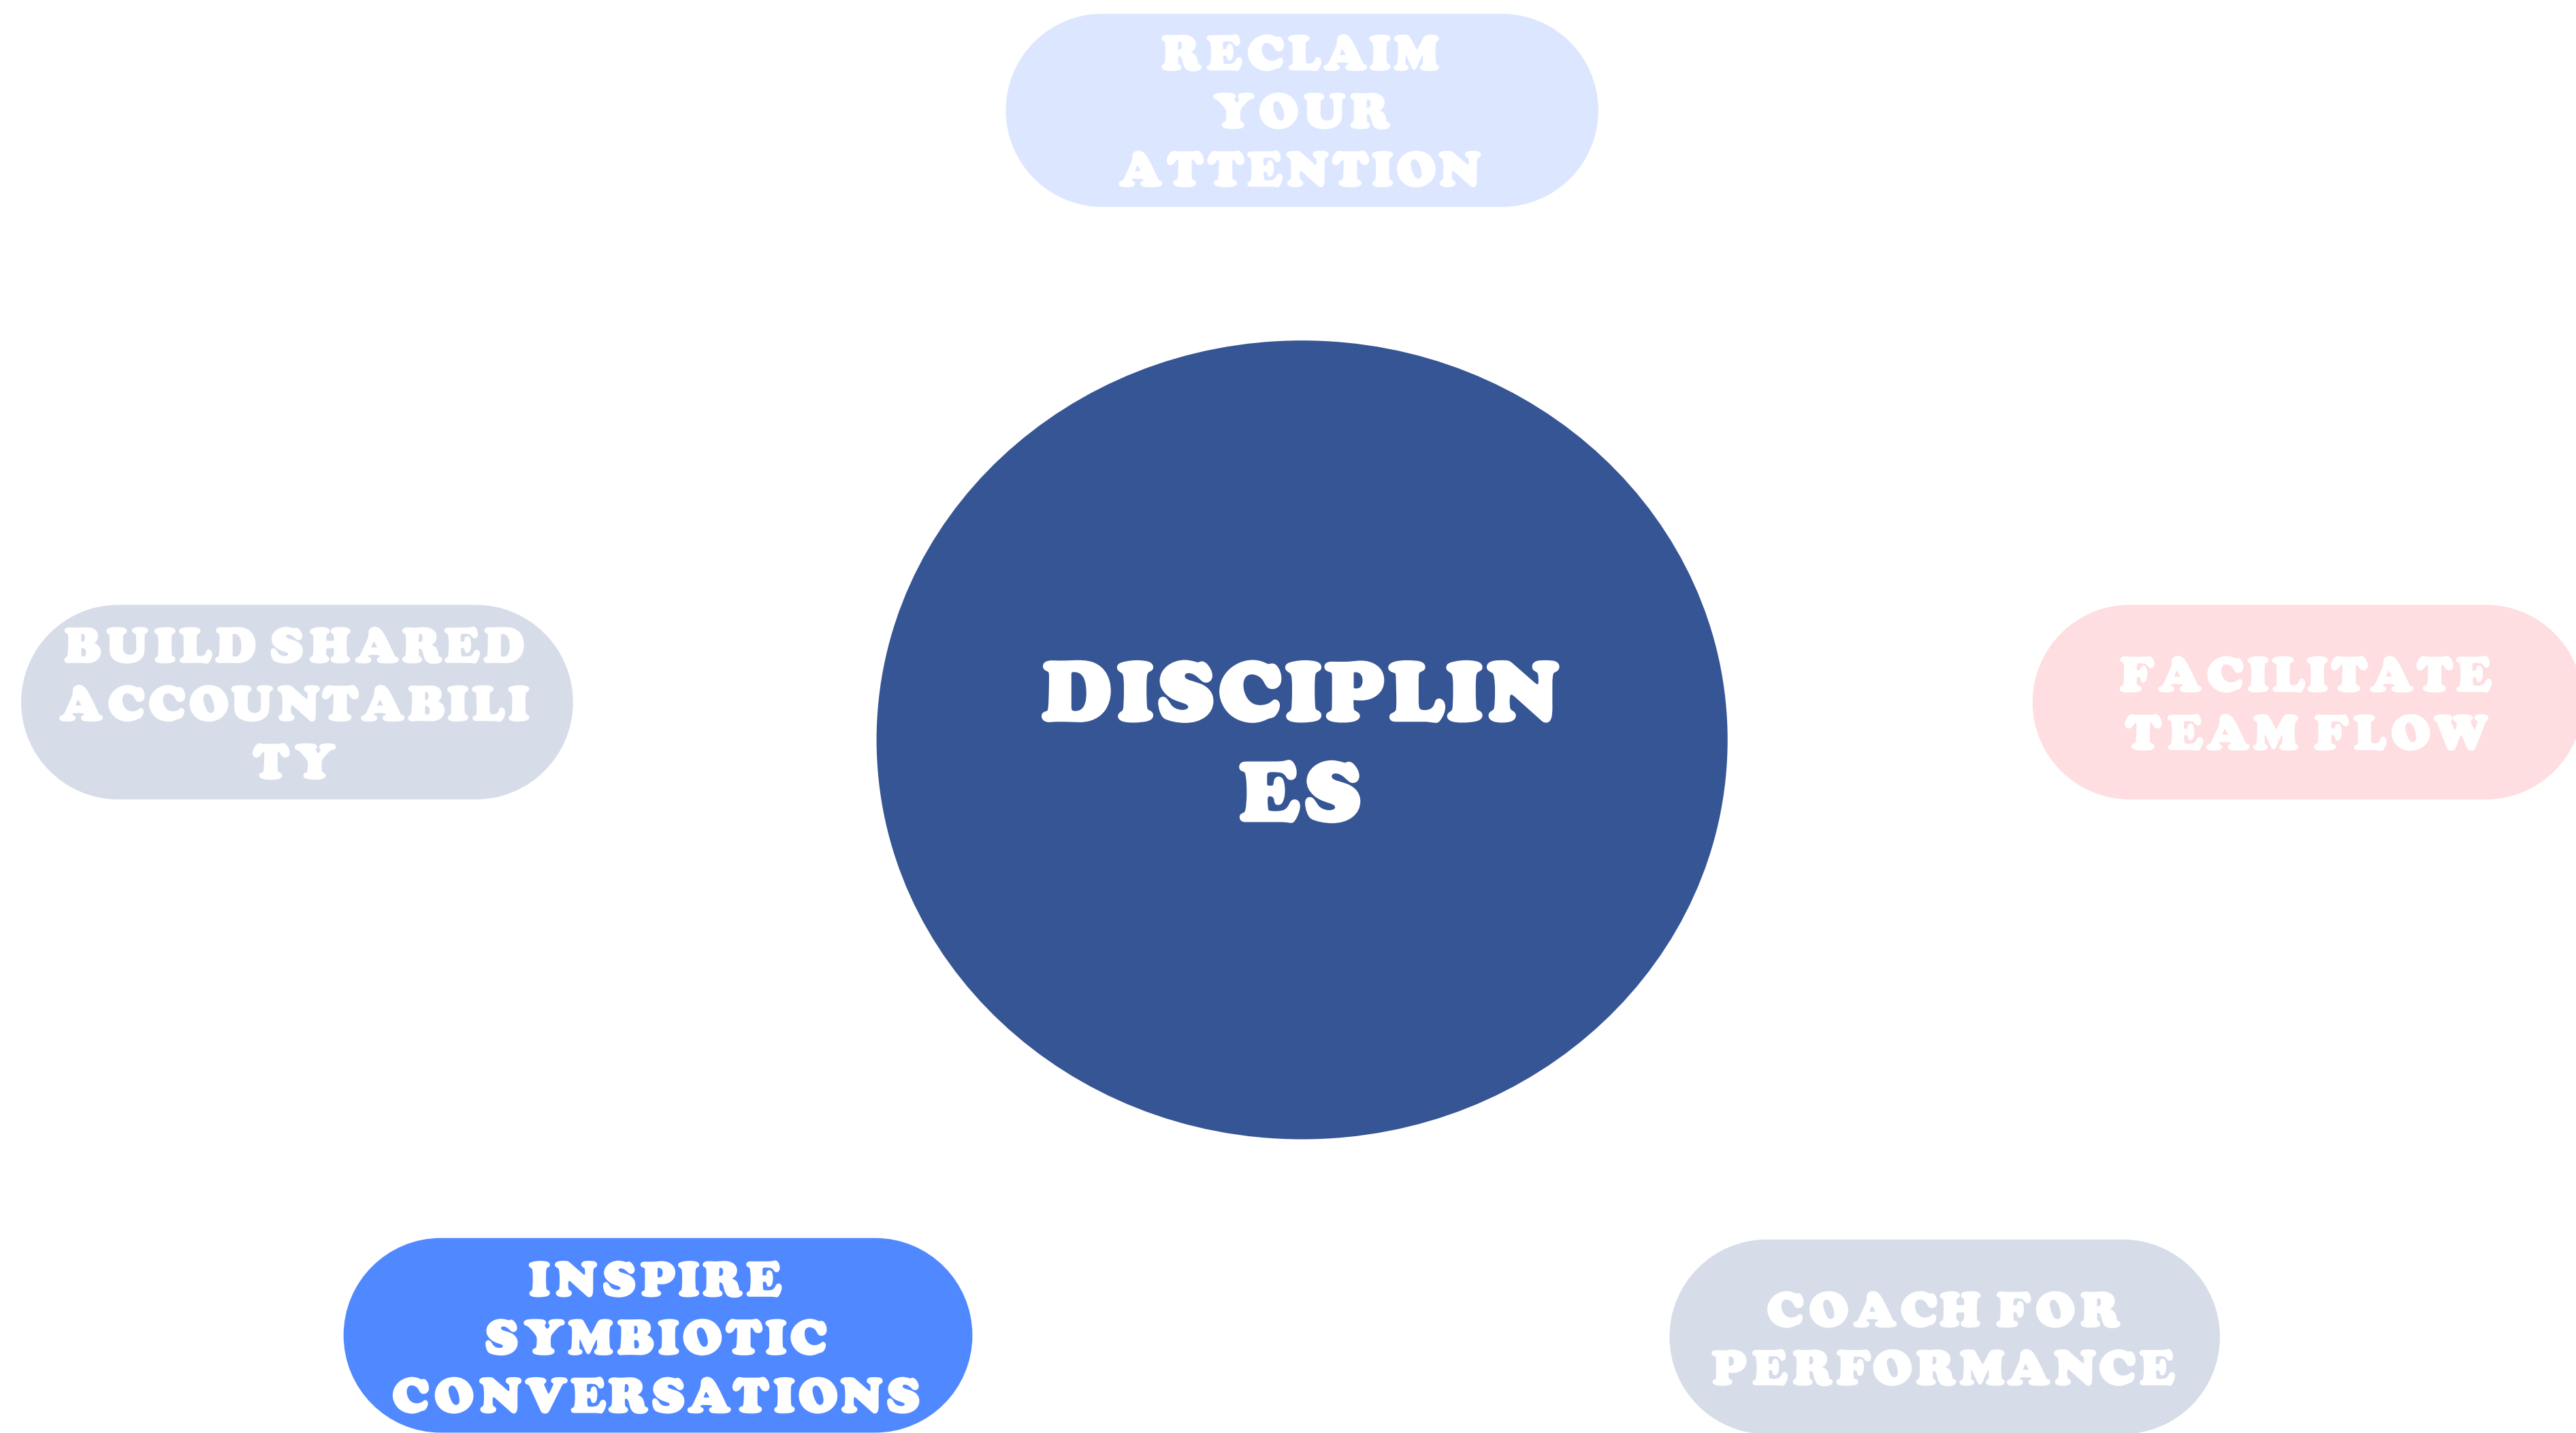 RECLAIM
YOUR
ATTENTION
BUILD SHARED
ACCOUNTABILI
TY
DISCIPLIN
ES
FACILITATE
TEAM FLOW
INSPIRE
SYMBIOTIC
CONVERSATIONS
COACH FOR
PERFORMANCE